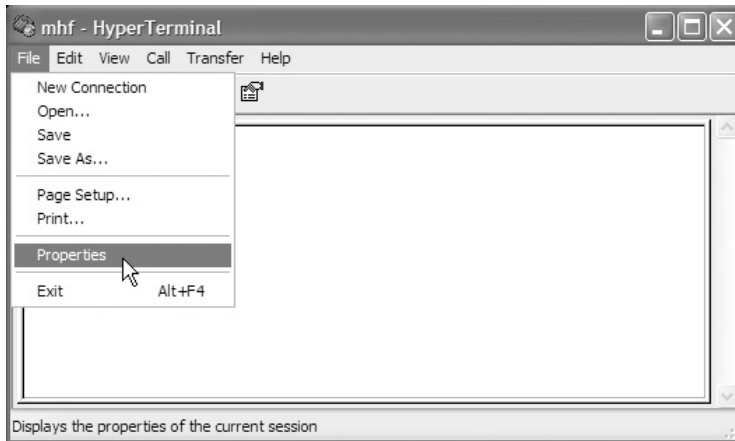 mhf - HyperTerminal
File Edit View Call Transfer Help
New Connection
Open...
Save
Save As...
Page Setup...
Print...
Properties
Exit Alt+F4
Displays the properties of the current session